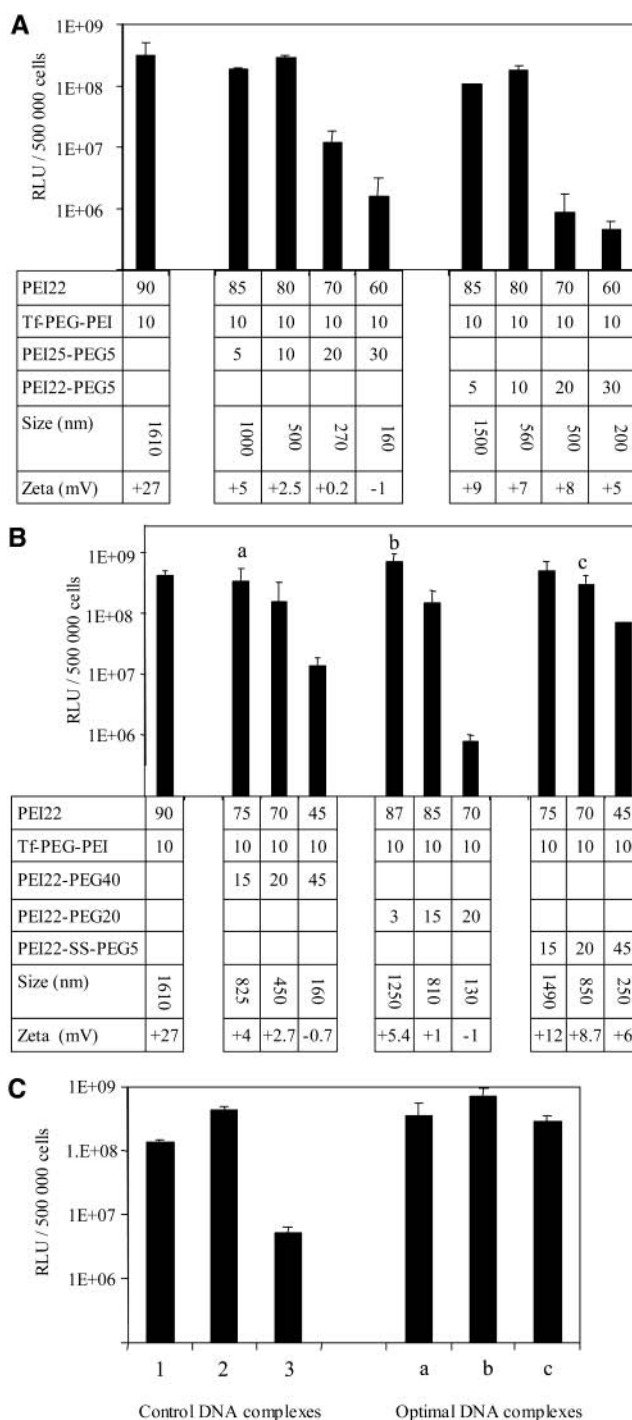 A
RLU / 500 000 cells
1E+09
1E+08
1E+07
1E+06
PEI22 90 85 80 70 60 85 80 70 60
Tf-PEG-PEI 10 10 10 10 10 10 10 10 10
PEI25-PEG5 5 10 20 30
PEI22-PEG5 5 10 20 30
Size (nm) 1610 1000 500 270 160 1500 560 500 200
Zeta (mV) +27 +5 +2.5 +0.2 -1 +9 +7 +8 +5
B
RLU / 500 000 cells
1E+09
1E+08
1E+07
1E+06
a b c
PEI22 90 75 70 45 87 85 70 75 70 45
Tf-PEG-PEI 10 10 10 10 10 10 10 10 10 10
PEI22-PEG40 15 20 45
PEI22-PEG20 3 15 20
PEI22-SS-PEG5 15 20 45
Size (nm) 1610 825 450 160 1250 810 130 1490 850 250
Zeta (mV) +27 +4 +2.7 -0.7 +5.4 +1 -1 +12 +8.7 +6
C
RLU / 500 000 cells
1E+09
1.E+08
1E+07
1E+06
1 2 3 a b c
Control DNA complexes Optimal DNA complexes